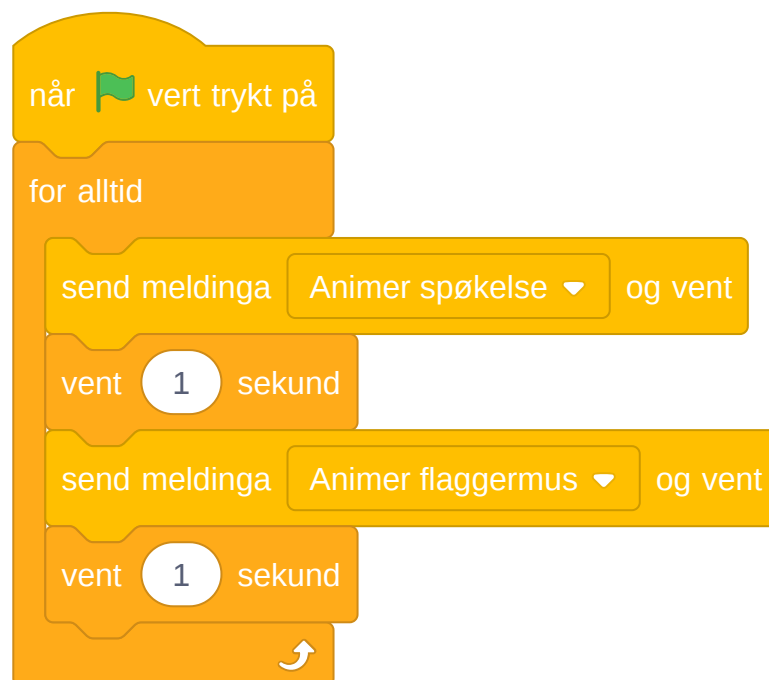 når vert trykt på
for alltid
send meldinga Animer spøkelse og vent
vent 1 sekund
send meldinga Animer flaggermus og vent
vent 1 sekund